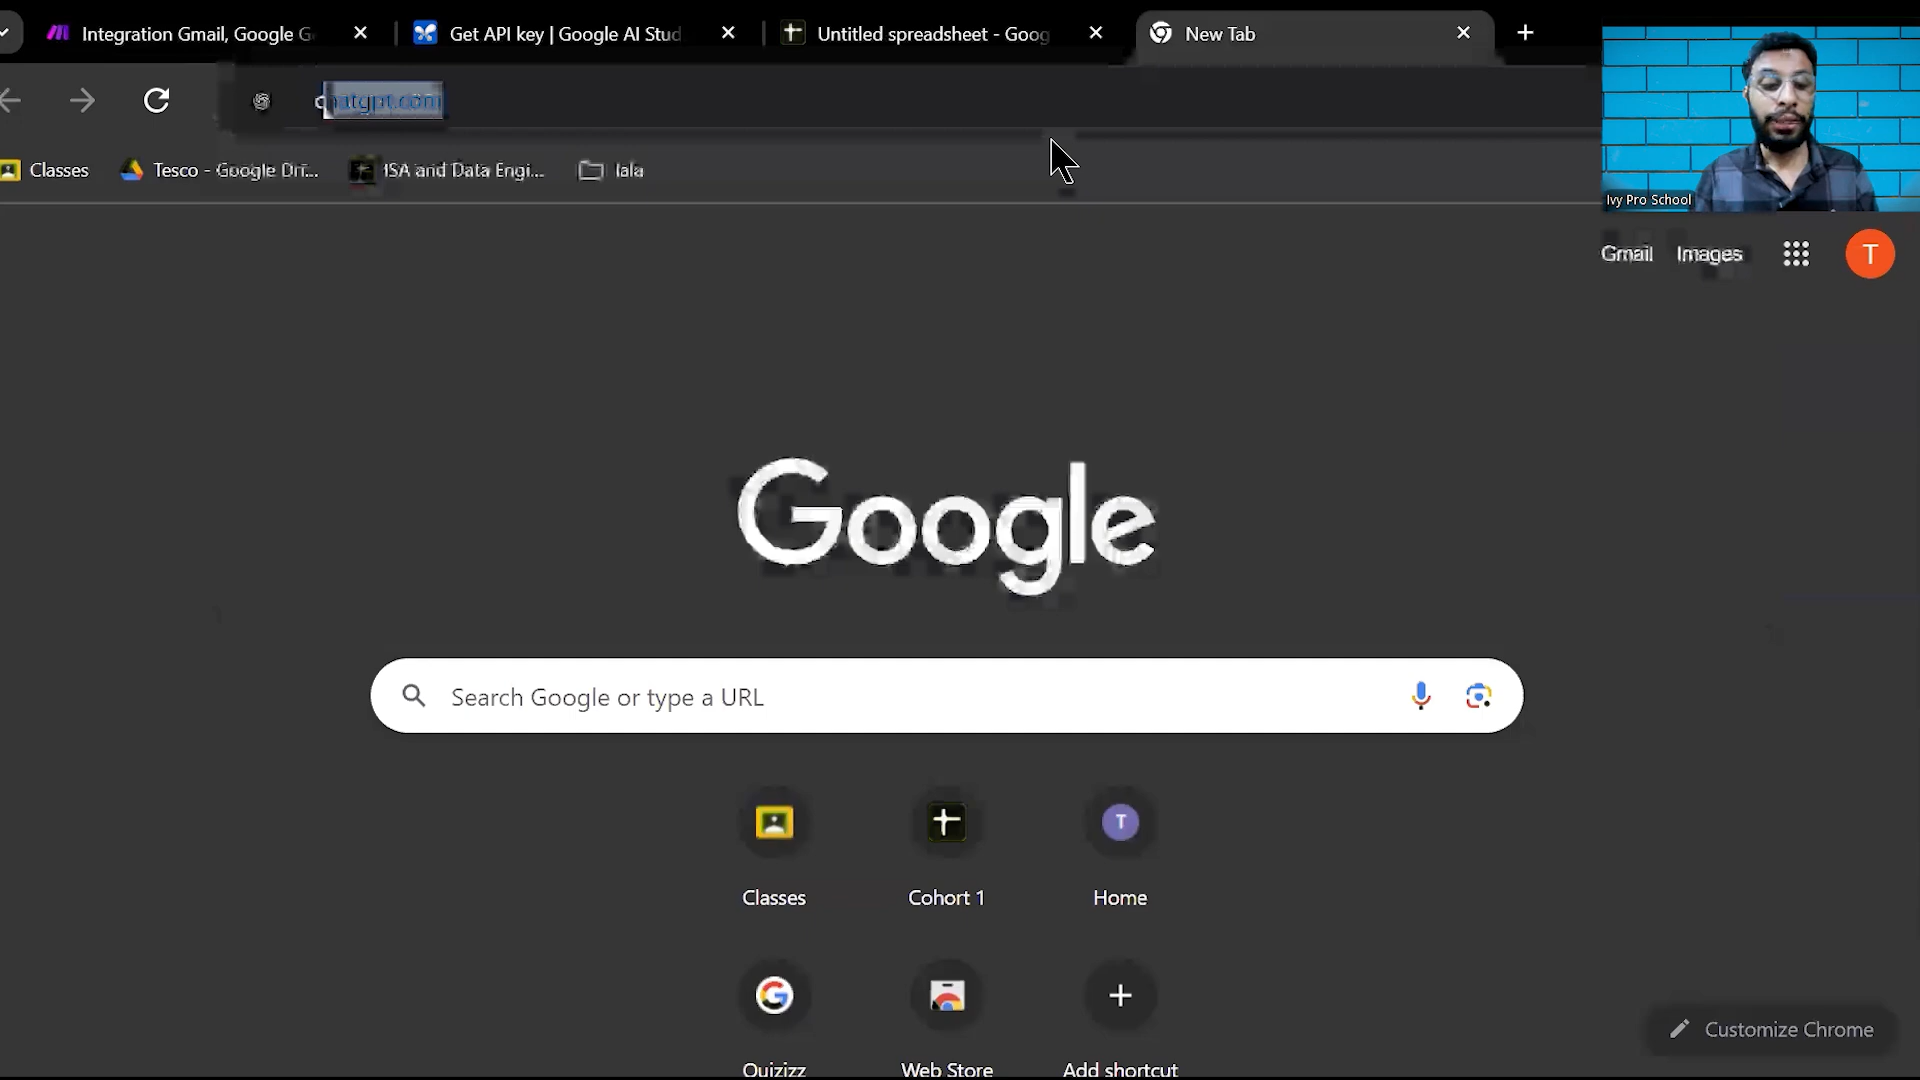 Integration Gmail, Google G
Get API key | Google AI Stud
Untitled spreadsheet - Goog
New Tab
chatgpt.com
Classes
Tesco - Google Dri...
ISA and Data Engi...
lala
Ivy Pro School
Gmail
Images
T
Google
Search Google or type a URL
T
Classes
Cohort 1
Home
Quizizz
Web Store
Add shortcut
Customize Chrome